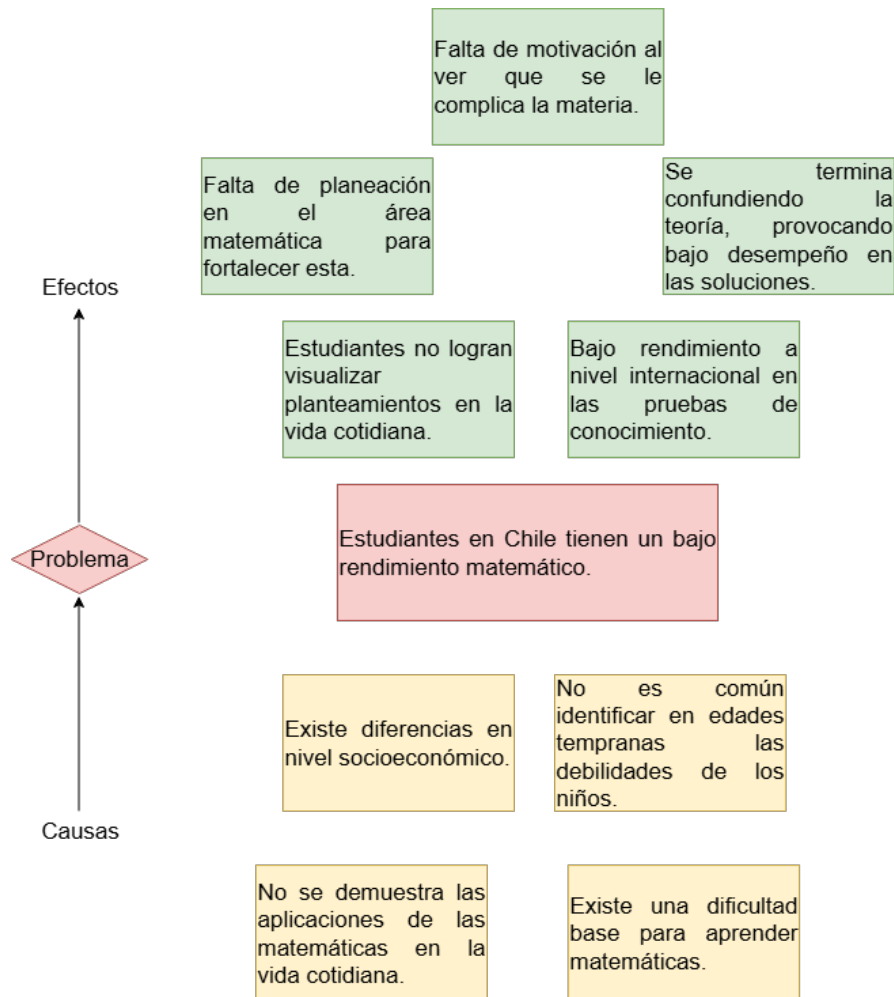 Falta de motivación al
ver que se le
complica la materia.
Falta de planeación
en el área
matemática para
fortalecer esta.
Se termina
confundiendo la
teoría, provocando
bajo desempeño en
las soluciones.
Efectos
Estudiantes no logran
visualizar
planteamientos en la
vida cotidiana.
Bajo rendimiento a
nivel internacional en
las pruebas de
conocimiento.
Problema
Estudiantes en Chile tienen un bajo
rendimiento matemático.
Existe diferencias en
nivel socioeconómico.
No es común
identificar en edades
tempranas las
debilidades de los
niños.
Causas
No se demuestra las
aplicaciones de las
matemáticas en la
vida cotidiana.
Existe una dificultad
base para aprender
matemáticas.